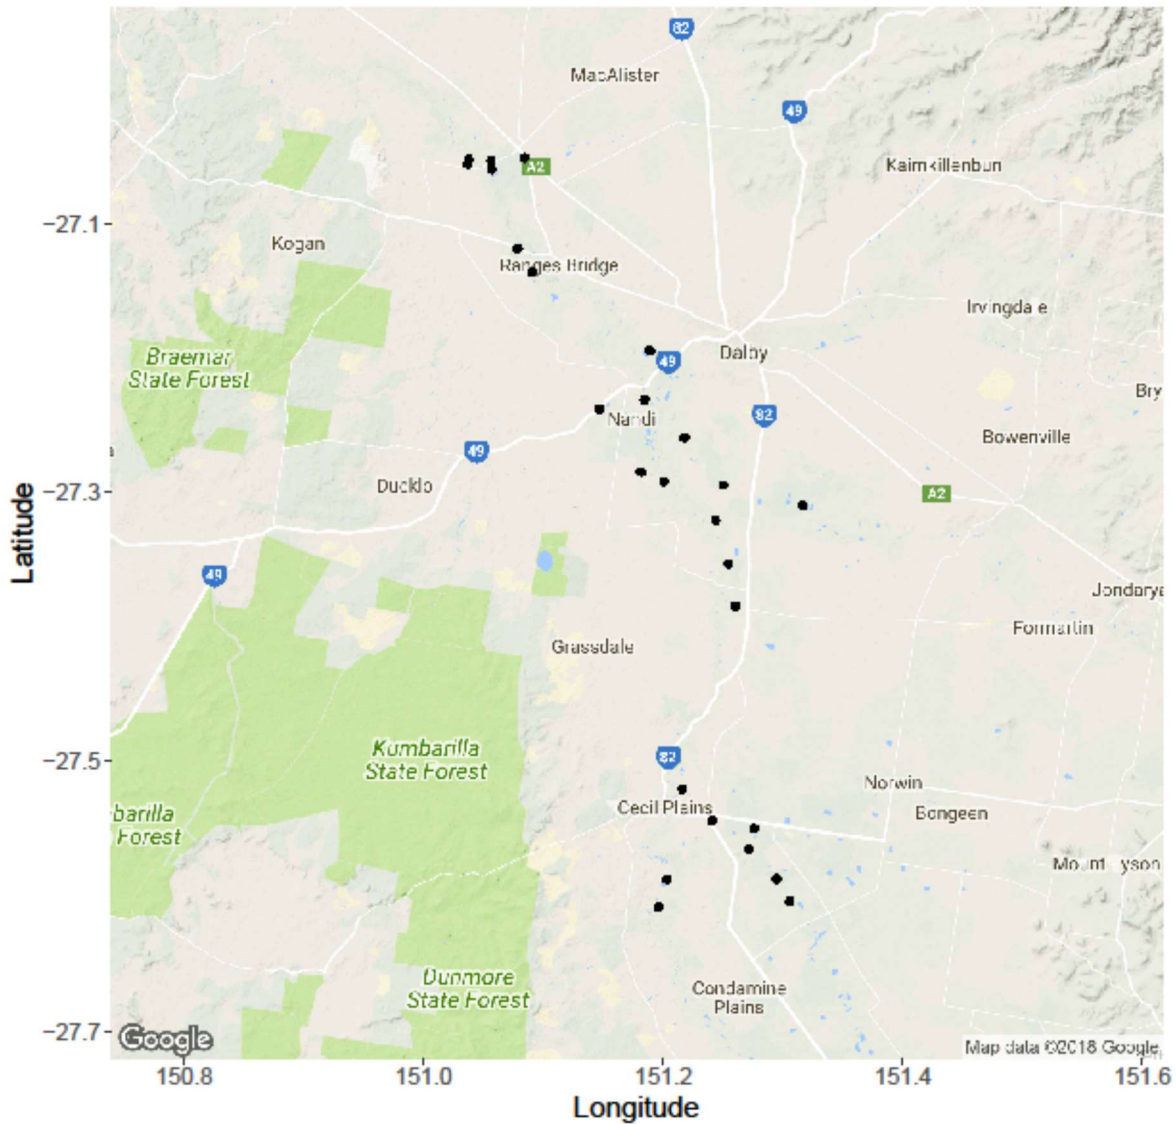 82
MacAlister
49
Kaimkillenbun
A2
−27.1
Kogan
Ranges Bridge
Irvingdale
Braemar
State Forest
49
Dalby
Bry
Nandi
82
Bowenville
49
Ducklo
−27.3
A2
Latitude
49
Jondarya
Formartin
Grassdale
Kumbarilla
State Forest
82
−27.5
Norwin
Cecil Plains
Bongeen
barilla
Forest
Mount Tyson
Dunmore
State Forest
Condamine
Plains
−27.7
Google
Map data ©2018 Google
150.8
151.0
151.2
151.4
151.6
Longitude